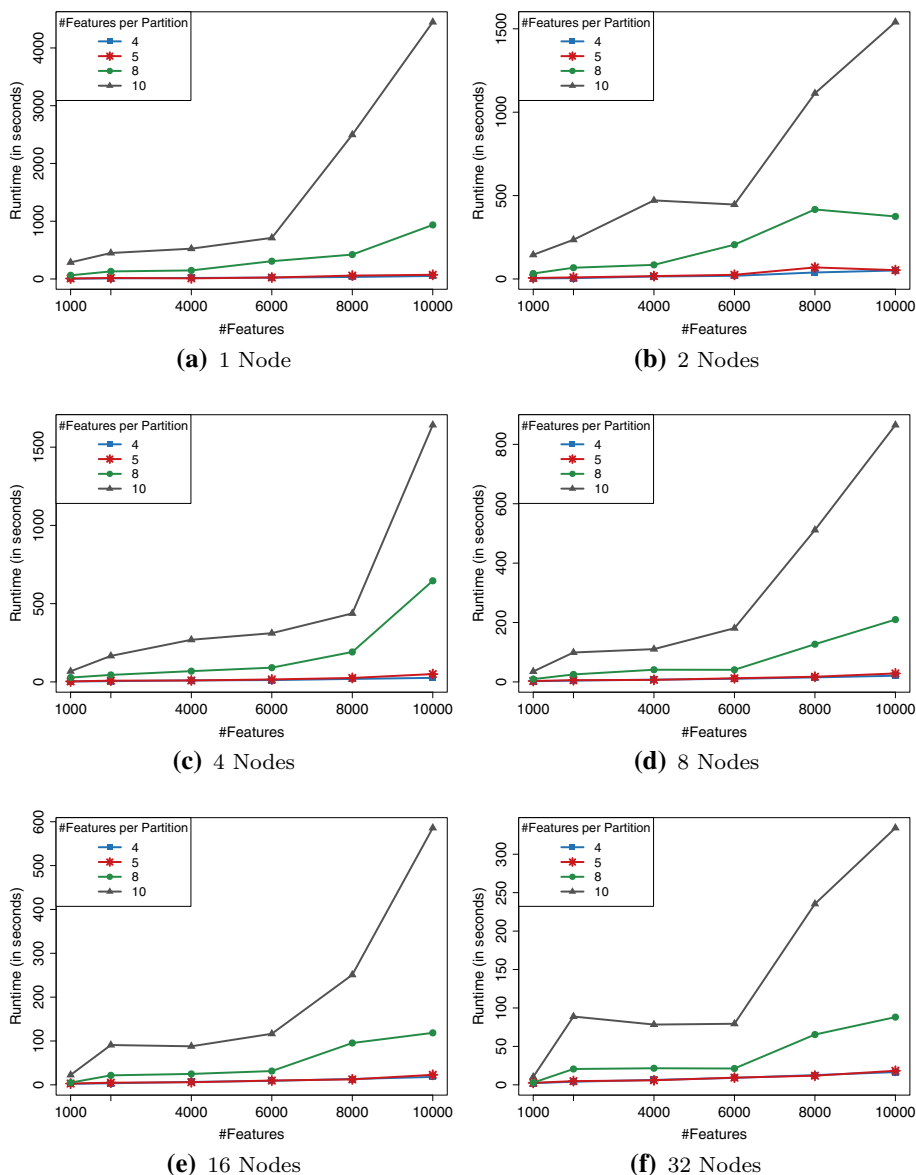 #Features per Partition
4
5
8
10
Runtime (in seconds)
0 1000 2000 3000 4000
1000 4000 6000 8000 10000
#Features
(a) 1 Node
#Features per Partition
4
5
8
10
Runtime (in seconds)
0 500 1000 1500
1000 4000 6000 8000 10000
#Features
(b) 2 Nodes
#Features per Partition
4
5
8
10
Runtime (in seconds)
0 500 1000 1500
1000 4000 6000 8000 10000
#Features
(c) 4 Nodes
#Features per Partition
4
5
8
10
Runtime (in seconds)
0 200 400 600 800
1000 4000 6000 8000 10000
#Features
(d) 8 Nodes
#Features per Partition
4
5
8
10
Runtime (in seconds)
0 100 200 300 400 500 600
1000 4000 6000 8000 10000
#Features
(e) 16 Nodes
#Features per Partition
4
5
8
10
Runtime (in seconds)
0 50 100 150 200 250 300
1000 4000 6000 8000 10000
#Features
(f) 32 Nodes